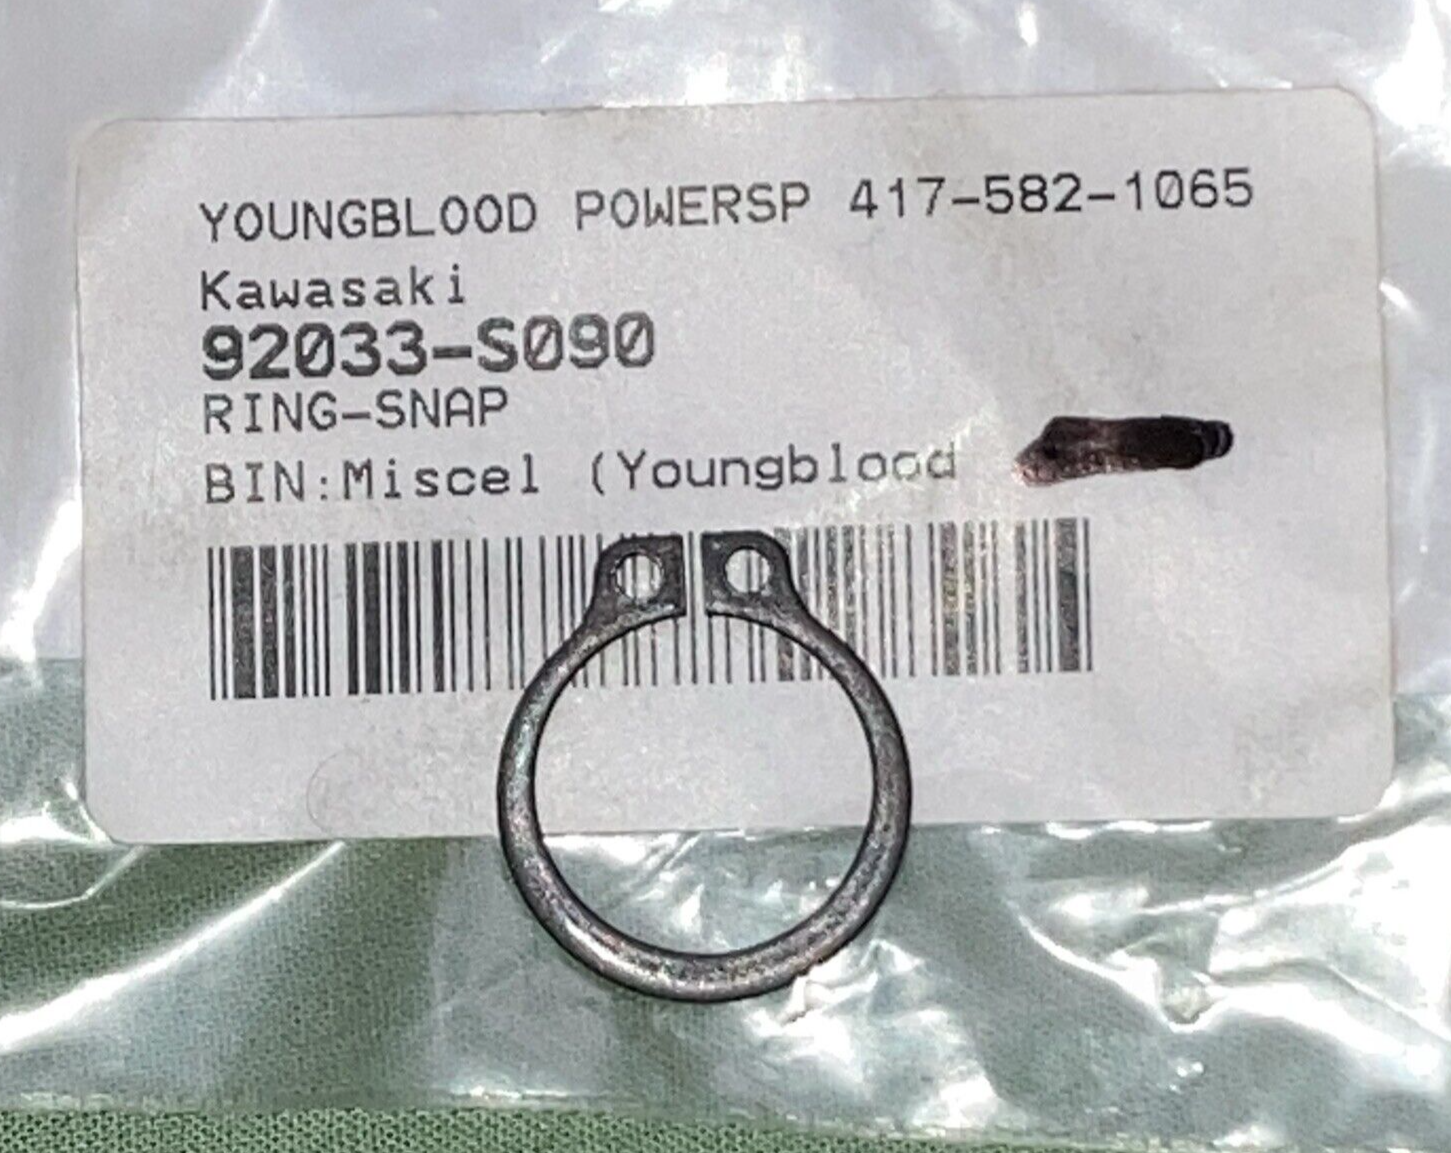 YOUNGBLOOD POWERSP 417-582-1065
Kawasaki
92033-S090
RING-SNAP
BIN:Miscel (Youngblood